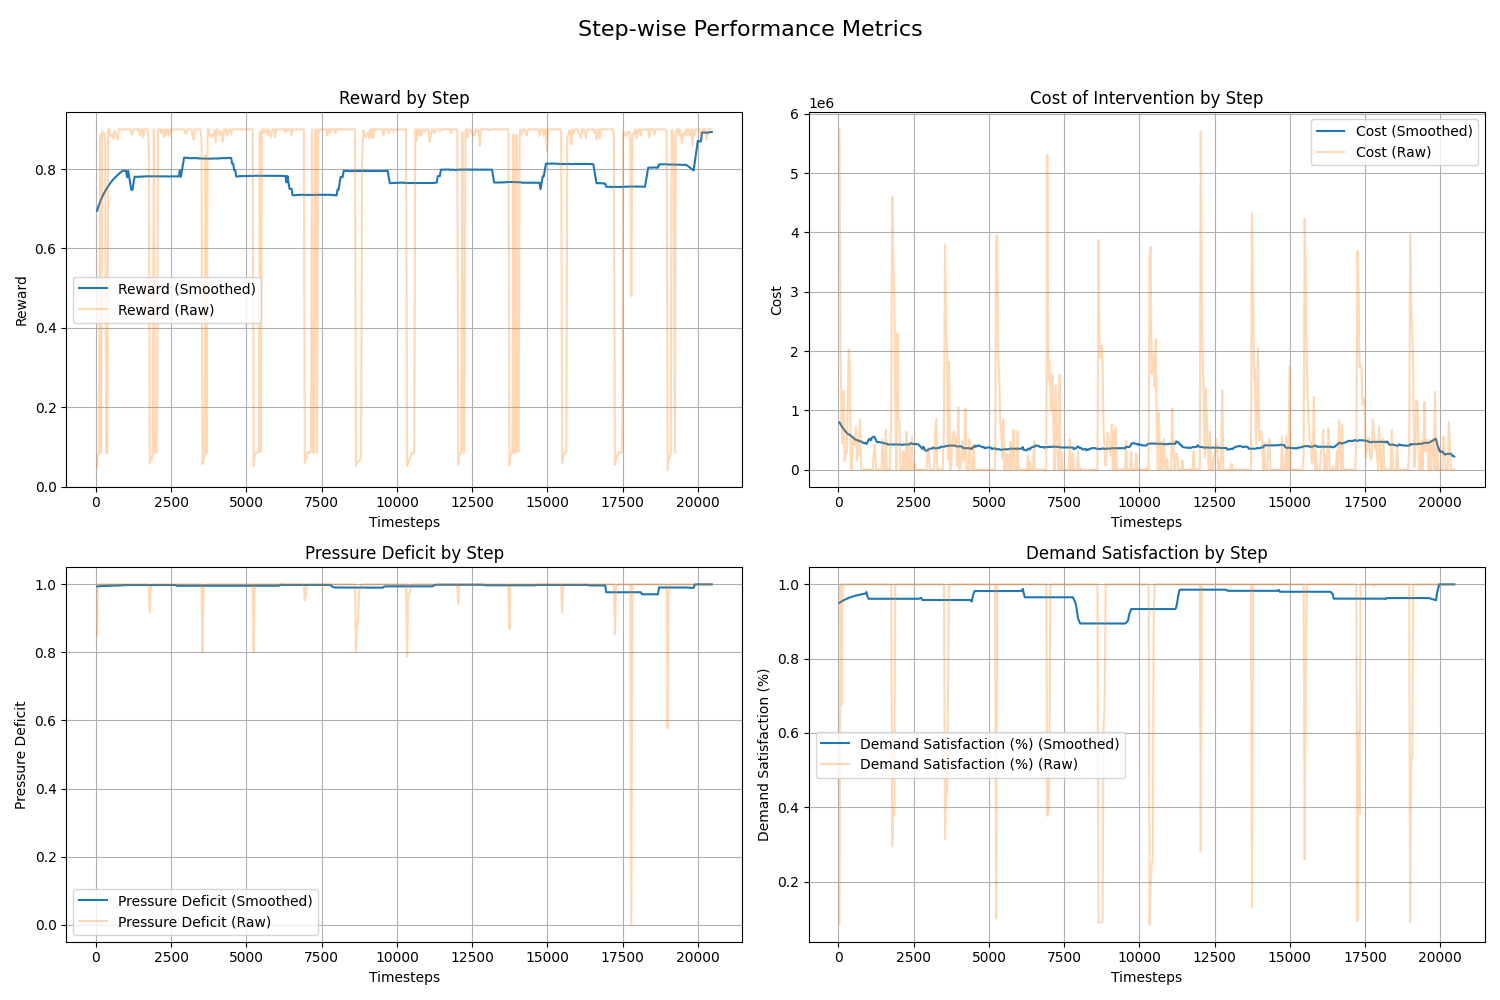 Step-wise Performance Metrics
Reward by Step
Reward
0.8
0.6
0.4
0.2
0.0
Reward (Smoothed)
Reward (Raw)
0 2500 5000 7500 10000 12500 15000 17500 20000
Timesteps
Cost of Intervention by Step
1e6
Cost
6
5
4
3
2
1
0
Cost (Smoothed)
Cost (Raw)
0 2500 5000 7500 10000 12500 15000 17500 20000
Timesteps
Pressure Deficit by Step
Pressure Deficit
1.0
0.8
0.6
0.4
0.2
0.0
Pressure Deficit (Smoothed)
Pressure Deficit (Raw)
0 2500 5000 7500 10000 12500 15000 17500 20000
Timesteps
Demand Satisfaction by Step
Demand Satisfaction (%)
1.0
0.8
0.6
0.4
0.2
Demand Satisfaction (%) (Smoothed)
Demand Satisfaction (%) (Raw)
0 2500 5000 7500 10000 12500 15000 17500 20000
Timesteps